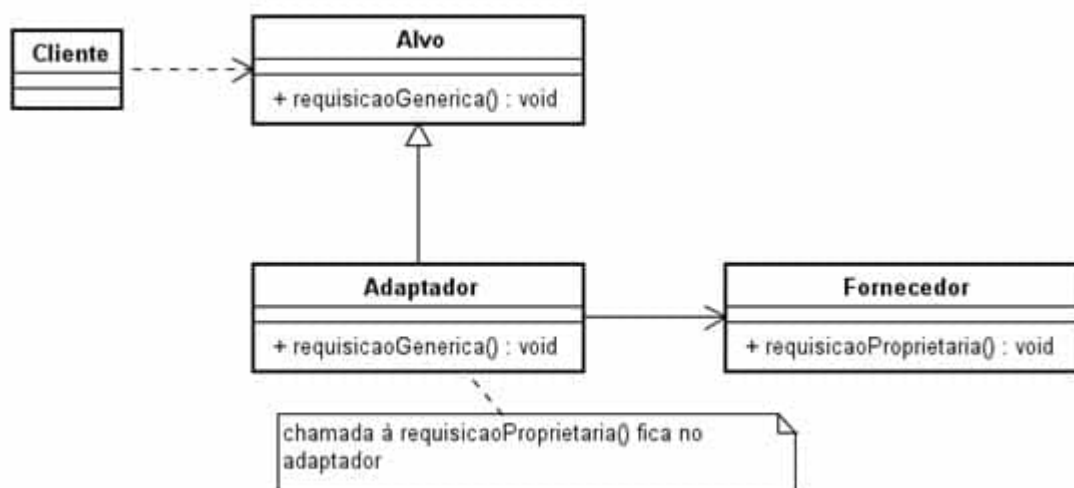 Cliente
Alvo
+ requisicaoGenerica() : void
Adaptador
+ requisicaoGenerica() : void
Fornecedor
+ requisicaoProprietaria() : void
chamada à requisicaoProprietaria() fica no
adaptador